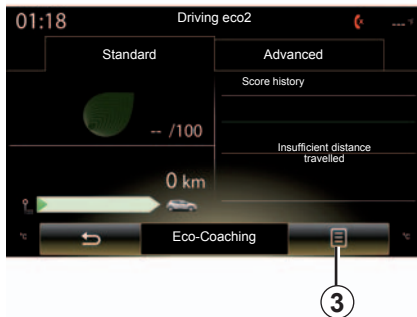 01:18
Driving eco2
---°
Standard
Advanced
Score history
-- /100
Insufficient distance
travelled
0 km
°C
Eco-Coaching
°C
3